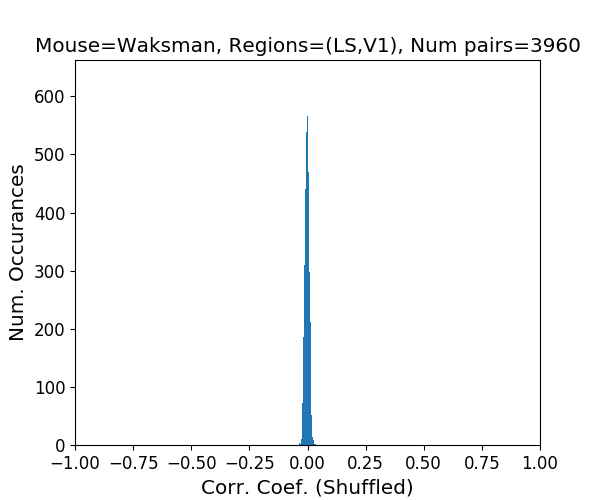 Mouse=Waksman, Regions=(LS,V1), Num pairs=3960
600
500
400
300
200
100
0
Num. Occurances
−1.00 −0.75 −0.50 −0.25 0.00 0.25 0.50 0.75 1.00
Corr. Coef. (Shuffled)